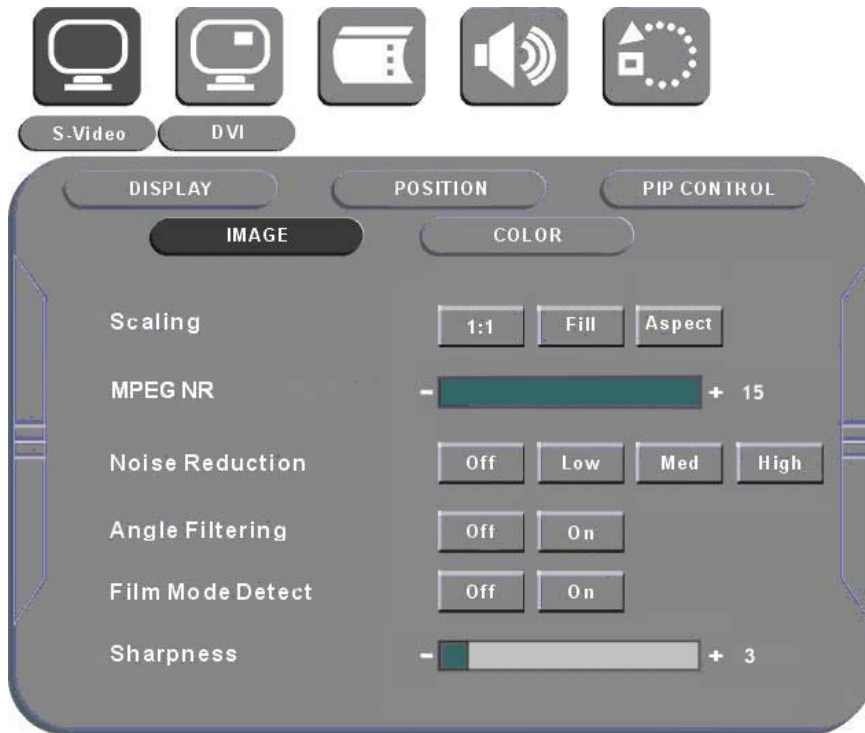 S-Video DVI
DISPLAY POSITION PIP CONTROL
IMAGE COLOR
Scaling 1:1 Fill Aspect
MPEG NR - + 15
Noise Reduction Off Low Med High
Angle Filtering Off On
Film Mode Detect Off On
Sharpness - + 3